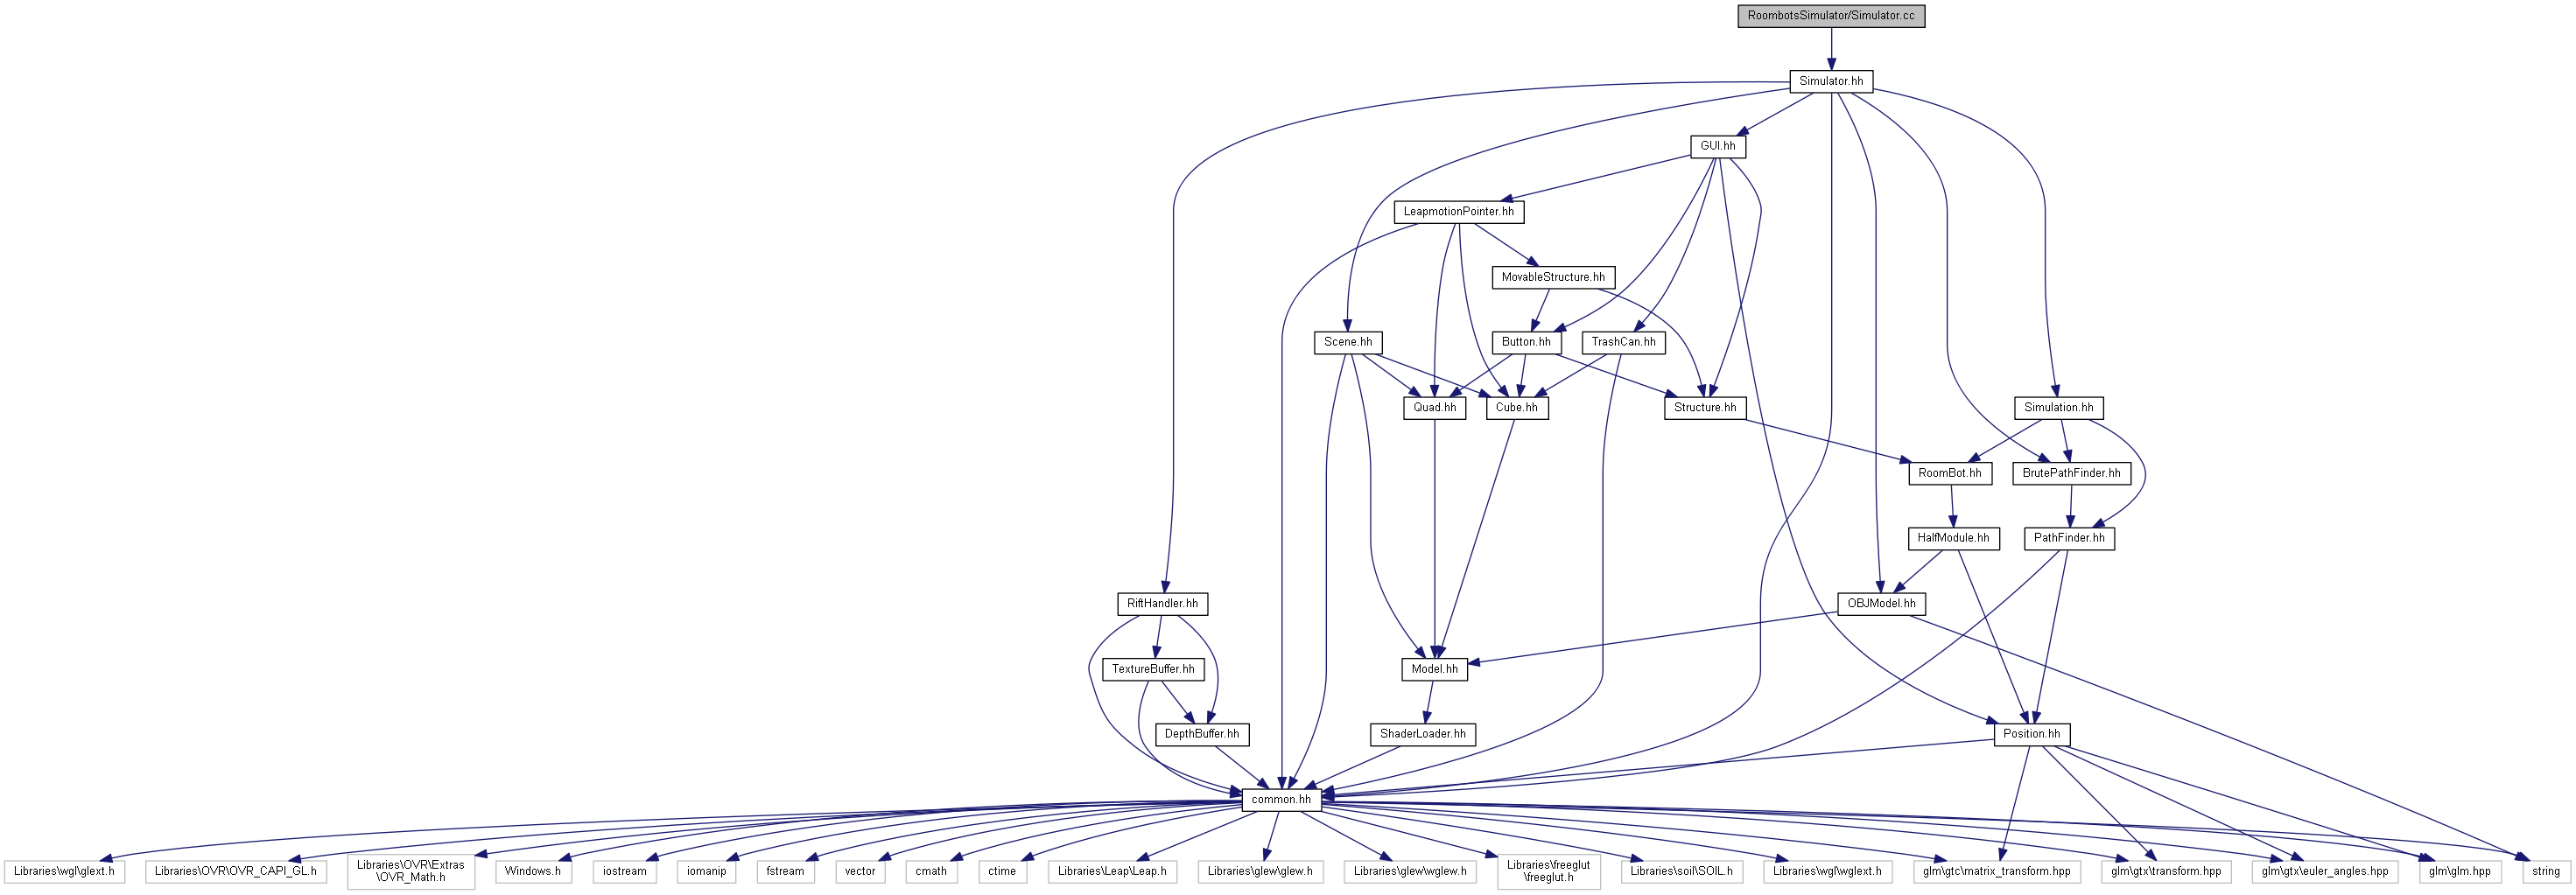 RoombotsSimulator/Simulator.cc
Simulator.hh
GUI.hh
LeapmotionPointer.hh
MovableStructure.hh
Scene.hh
Button.hh
TrashCan.hh
Quad.hh
Cube.hh
Structure.hh
Simulation.hh
RoomBot.hh
BrutePathFinder.hh
HalfModule.hh
PathFinder.hh
RiftHandler.hh
OBJModel.hh
TextureBuffer.hh
Model.hh
DepthBuffer.hh
ShaderLoader.hh
Position.hh
common.hh
Libraries\wgl\glext.h
Libraries\OVR\OVR_CAPI_GL.h
Libraries\OVR\Extras
\OVR_Math.h
Windows.h
iostream
iomanip
fstream
vector
cmath
ctime
Libraries\Leap\Leap.h
Libraries\glew\glew.h
Libraries\glew\wglew.h
Libraries\freeglut
\freeglut.h
Libraries\soil\SOIL.h
Libraries\wgl\wglext.h
glm\gtc\matrix_transform.hpp
glm\gtx\transform.hpp
glm\gtx\euler_angles.hpp
glm\glm.hpp
string